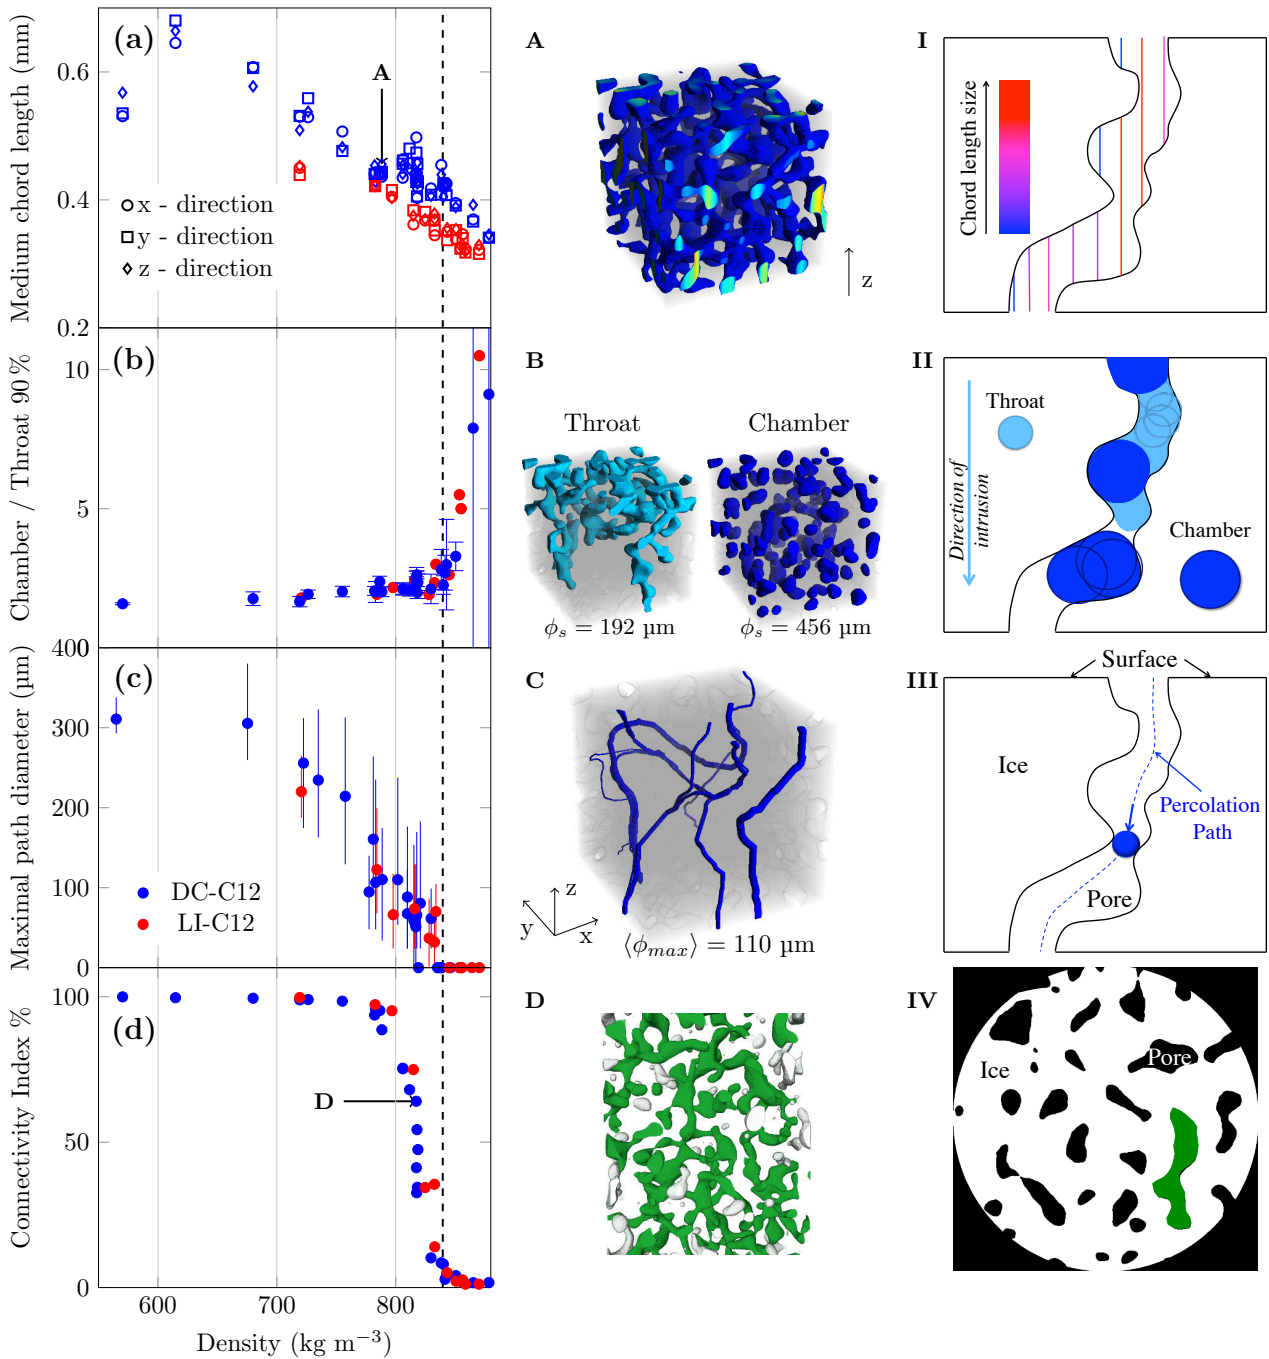 (a)
Medium chord length (mm)
0.6
0.4
0.2
A
x - direction
y - direction
z - direction
(b)
Chamber / Throat 90 %
10
5
0
(c)
Maximal path diameter (µm)
400
300
200
100
0
DC-C12
LI-C12
(d)
Connectivity Index %
100
50
0
D
600
700
800
Density (kg m−3)
A
z
B
Throat
Chamber
ϕs = 192 µm
ϕs = 456 µm
C
z
y
x
⟨ϕmax⟩ = 110 µm
D
I
Chord length size
II
Throat
Direction of
intrusion
Chamber
III
Surface
Ice
Percolation
Path
Pore
IV
Ice
Pore